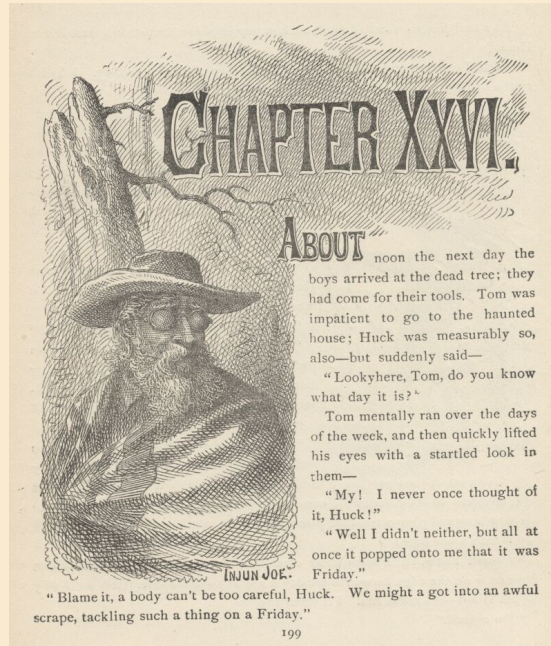 CHAPTER XXVI.
ABOUT noon the next day the
boys arrived at the dead tree; they
had come for their tools. Tom was
impatient to go to the haunted
house; Huck was measurably so,
also—but suddenly said—
"Lookyhere, Tom, do you know
what day it is?"
Tom mentally ran over the days
of the week, and then quickly lifted
his eyes with a startled look in
them—
"My! I never once thought of
it, Huck!"
"Well I didn't neither, but all at
once it popped onto me that it was
Friday."
INJUN JOE.
"Blame it, a body can't be too careful, Huck. We might a got into an awful
scrape, tackling such a thing on a Friday."
199